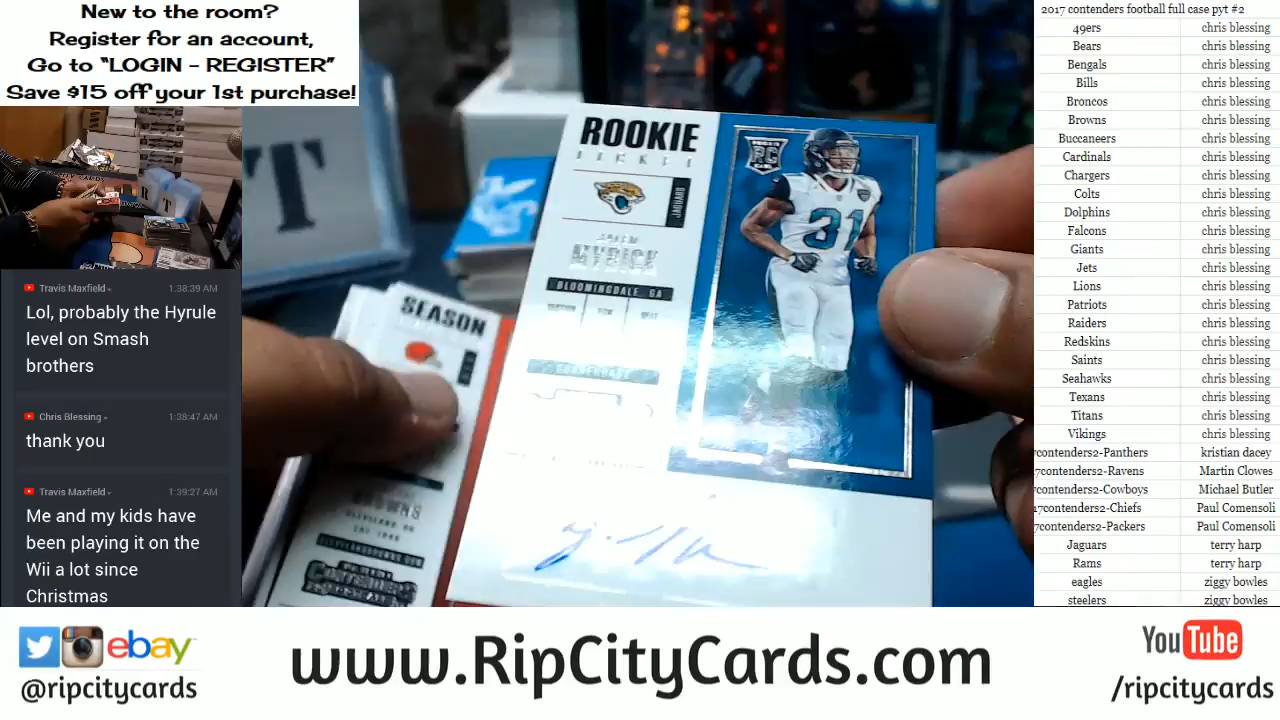 New to the room?
Register for an account,
Go to “LOGIN - REGISTER”
Save $15 off your 1st purchase!
Travis Maxfield
1:38:39 AM
Lol, probably the Hyrule
level on Smash
brothers
Chris Blessing
1:38:47 AM
thank you
Travis Maxfield
1:39:27 AM
Me and my kids have
been playing it on the
Wii a lot since
Christmas
T
ROOKIE
TICKET
JAGUARS
MYRICK
BLOOMINGDALE, GA
RC
31
SEASON
BROWNS
CONTENDERS
2017 contenders football full case pyt #2
49ers chris blessing
Bears chris blessing
Bengals chris blessing
Bills chris blessing
Broncos chris blessing
Browns chris blessing
Buccaneers chris blessing
Cardinals chris blessing
Chargers chris blessing
Colts chris blessing
Dolphins chris blessing
Falcons chris blessing
Giants chris blessing
Jets chris blessing
Lions chris blessing
Patriots chris blessing
Raiders chris blessing
Redskins chris blessing
Saints chris blessing
Seahawks chris blessing
Texans chris blessing
Titans chris blessing
Vikings chris blessing
contenders2-Panthers kristian dacey
7contenders2-Ravens Martin Clowes
contenders2-Cowboys Michael Butler
17contenders2-Chiefs Paul Comensoli
7contenders2-Packers Paul Comensoli
Jaguars terry harp
Rams terry harp
eagles ziggy bowles
steelers ziggy bowles
ebay
@ripcitycards
www.RipCityCards.com
YouTube
/ripcitycards